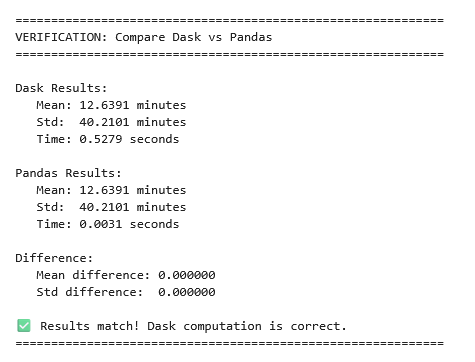 ============================================================
VERIFICATION: Compare Dask vs Pandas
============================================================
Dask Results:
   Mean: 12.6391 minutes
   Std:  40.2101 minutes
   Time: 0.5279 seconds
Pandas Results:
   Mean: 12.6391 minutes
   Std:  40.2101 minutes
   Time: 0.0031 seconds
Difference:
   Mean difference: 0.000000
   Std difference:  0.000000
✅ Results match! Dask computation is correct.
============================================================